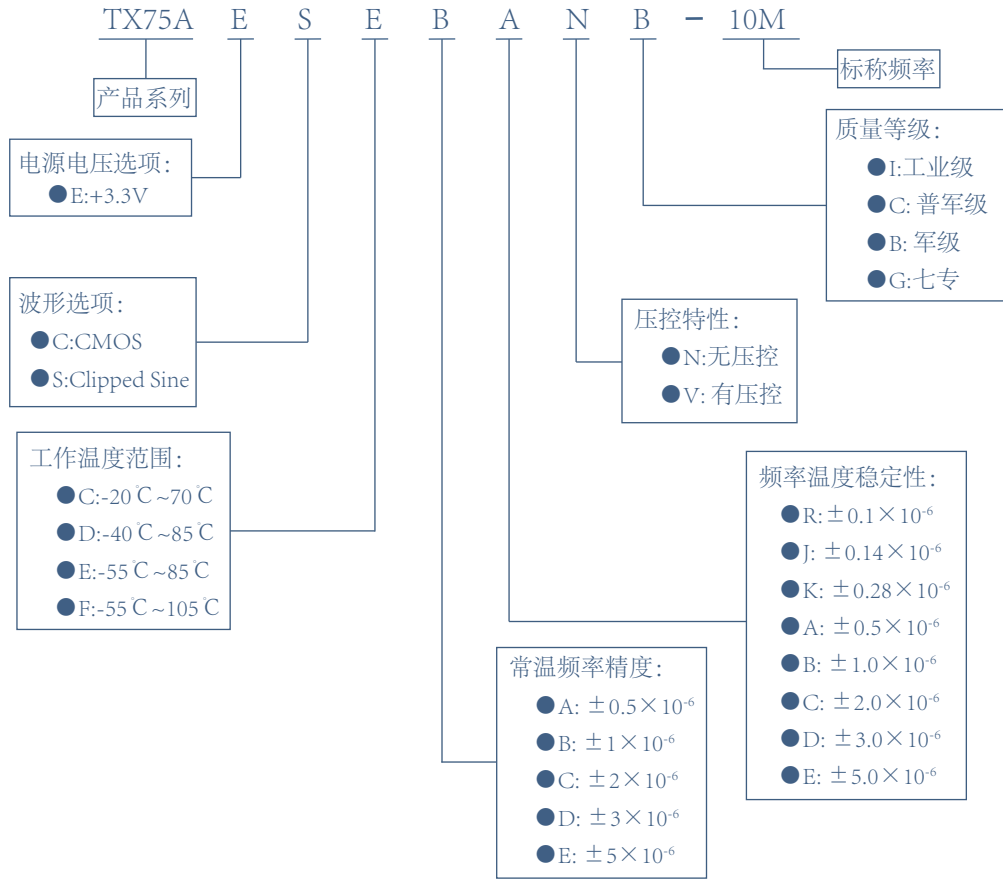 TX75A E S E B A N B - 10M
产品系列
标称频率
电源电压选项:
●E:+3.3V
质量等级:
●I:工业级
●C: 普军级
●B: 军级
●G:七专
波形选项:
●C:CMOS
●S:Clipped Sine
压控特性:
●N:无压控
●V: 有压控
工作温度范围:
●C:-20℃~70℃
●D:-40℃~85℃
●E:-55℃~85℃
●F:-55℃~105℃
频率温度稳定性:
●R:±0.1×10⁻⁶
●J:±0.14×10⁻⁶
●K: ±0.28×10⁻⁶
●A: ±0.5×10⁻⁶
●B: ±1.0×10⁻⁶
●C: ±2.0×10⁻⁶
●D: ±3.0×10⁻⁶
●E: ±5.0×10⁻⁶
常温频率精度:
●A: ±0.5×10⁻⁶
●B: ±1×10⁻⁶
●C: ±2×10⁻⁶
●D: ±3×10⁻⁶
●E: ±5×10⁻⁶